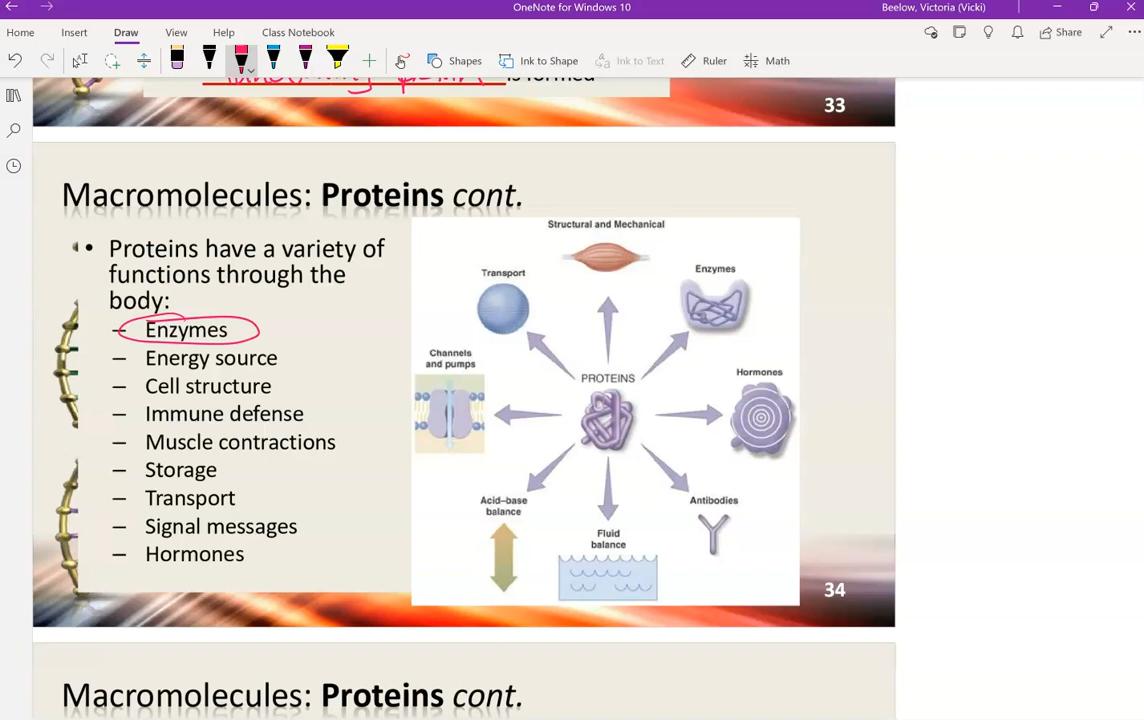 OneNote for Windows 10
Beelow, Victoria (Vicki)
Home Insert Draw View Help Class Notebook
Share
Shapes Ink to Shape Ink to Text Ruler Math
is formed
33
Macromolecules: Proteins cont.
• Proteins have a variety of
functions through the
body:
– Enzymes
– Energy source
– Cell structure
– Immune defense
– Muscle contractions
– Storage
– Transport
– Signal messages
– Hormones
Structural and Mechanical
Transport
Enzymes
Channels
and pumps
PROTEINS
Hormones
Acid–base
balance
Fluid
balance
Antibodies
34
Macromolecules: Proteins cont.